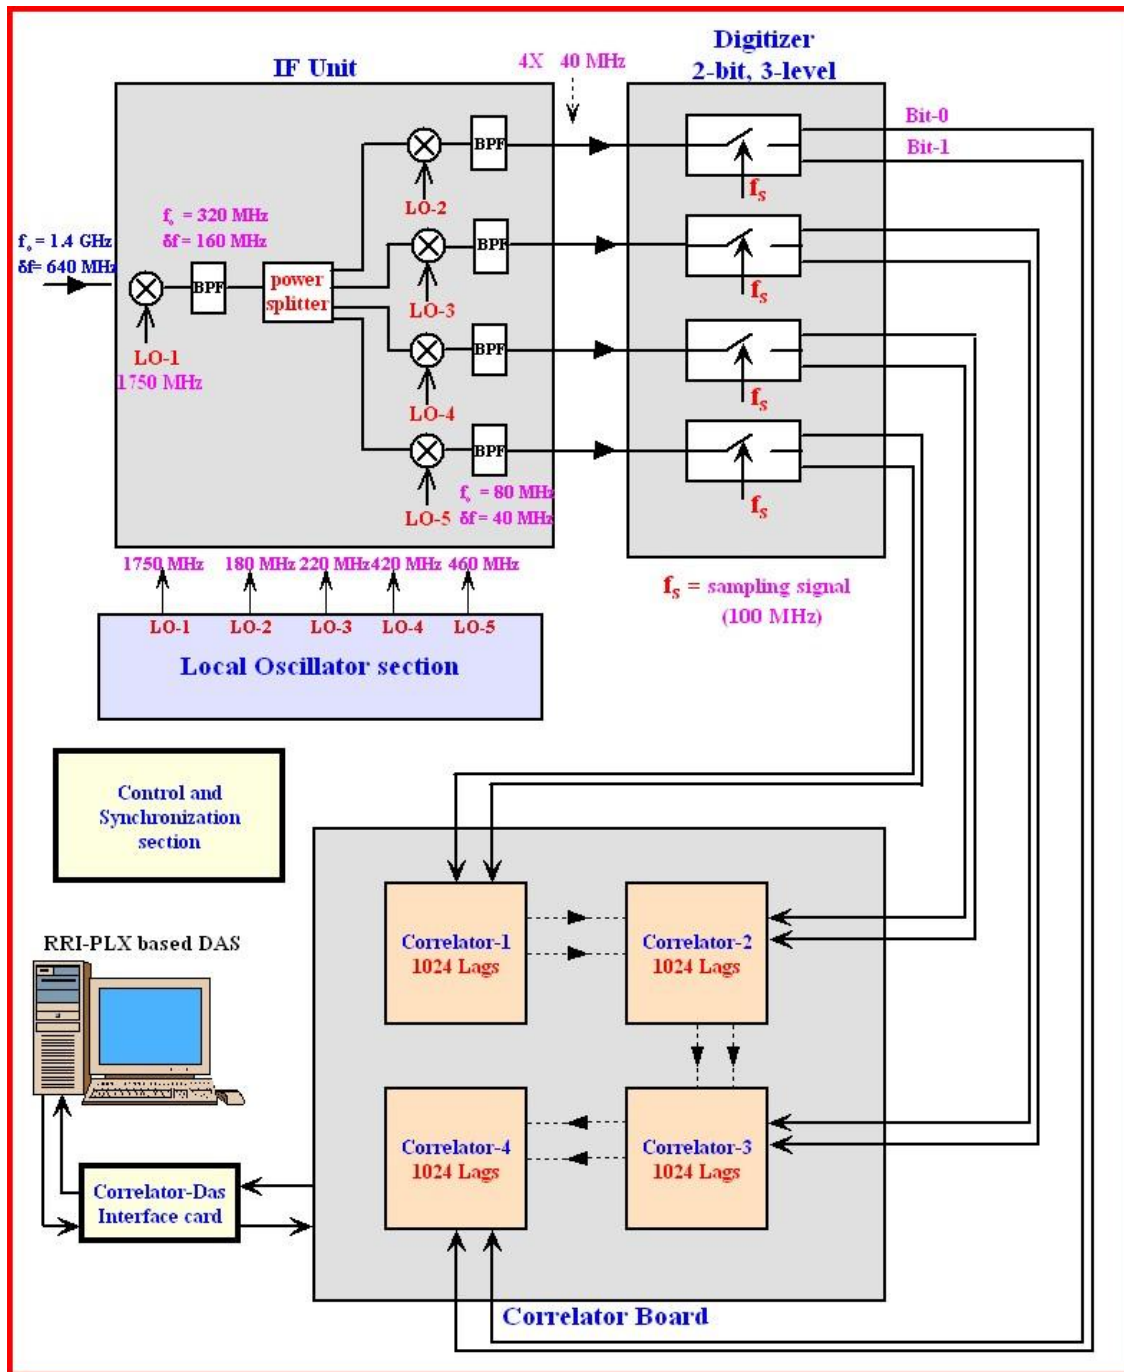 Digitizer
2-bit, 3-level
IF Unit
4X 40 MHz
Bit-0
Bit-1
BPF
LO-2
fₒ = 320 MHz
δf = 160 MHz
fₒ = 1.4 GHz
δf = 640 MHz
BPF
power
splitter
BPF
LO-3
LO-1
1750 MHz
BPF
LO-4
BPF
LO-5
fₒ = 80 MHz
δf = 40 MHz
fS
fS
fS
fS
1750 MHz 180 MHz 220 MHz 420 MHz 460 MHz
LO-1 LO-2 LO-3 LO-4 LO-5
Local Oscillator section
fS = sampling signal
(100 MHz)
Control and
Synchronization
section
Correlator-1
1024 Lags
Correlator-2
1024 Lags
RRI-PLX based DAS
Correlator-4
1024 Lags
Correlator-3
1024 Lags
Correlator-Das
Interface card
Correlator Board